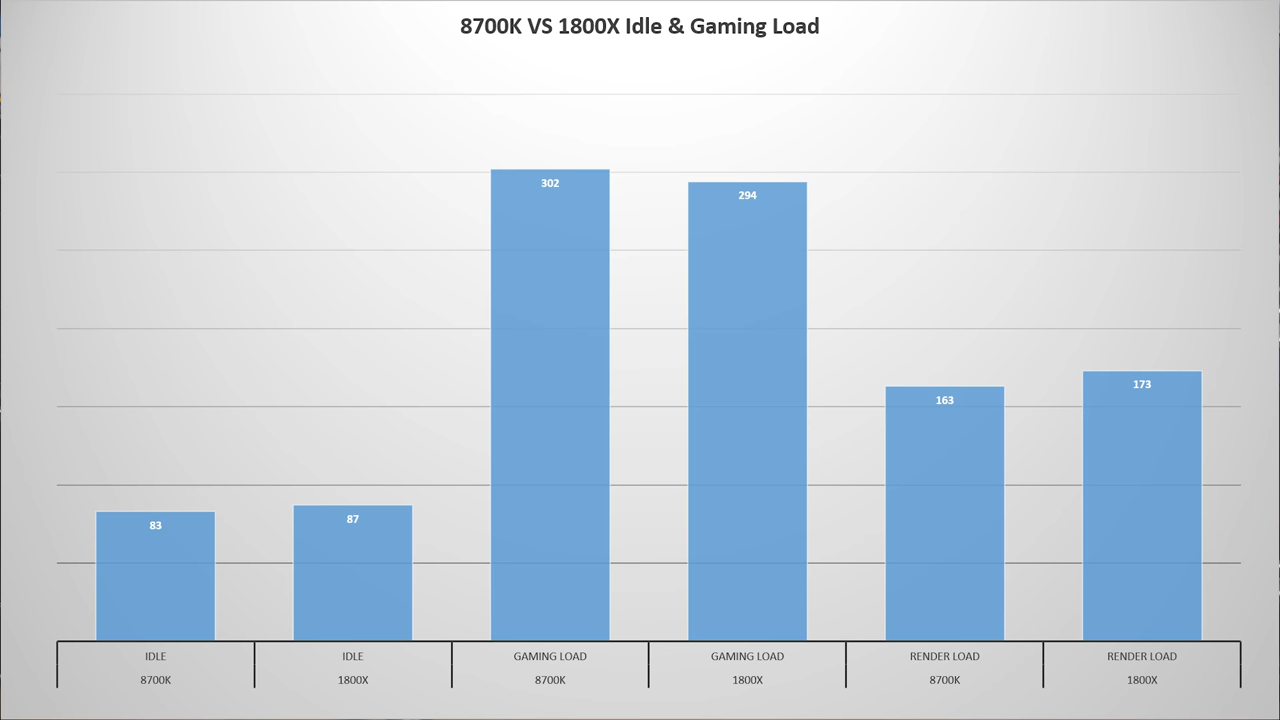 8700K VS 1800X Idle & Gaming Load
302
294
173
163
87
83
IDLE
IDLE
GAMING LOAD
GAMING LOAD
RENDER LOAD
RENDER LOAD
8700K
1800X
8700K
1800X
8700K
1800X